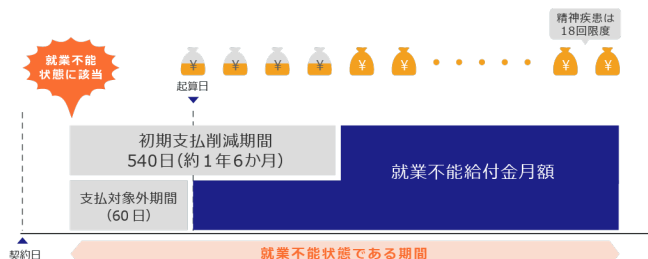 精神疾患は
18回限度
就業不能
状態に該当
¥ ¥ ¥ ¥ ¥ ¥ ¥ ¥
起算日
初期支払削減期間
540日(約1年6か月)
就業不能給付金月額
支払対象外期間
(60日)
契約日
就業不能状態である期間